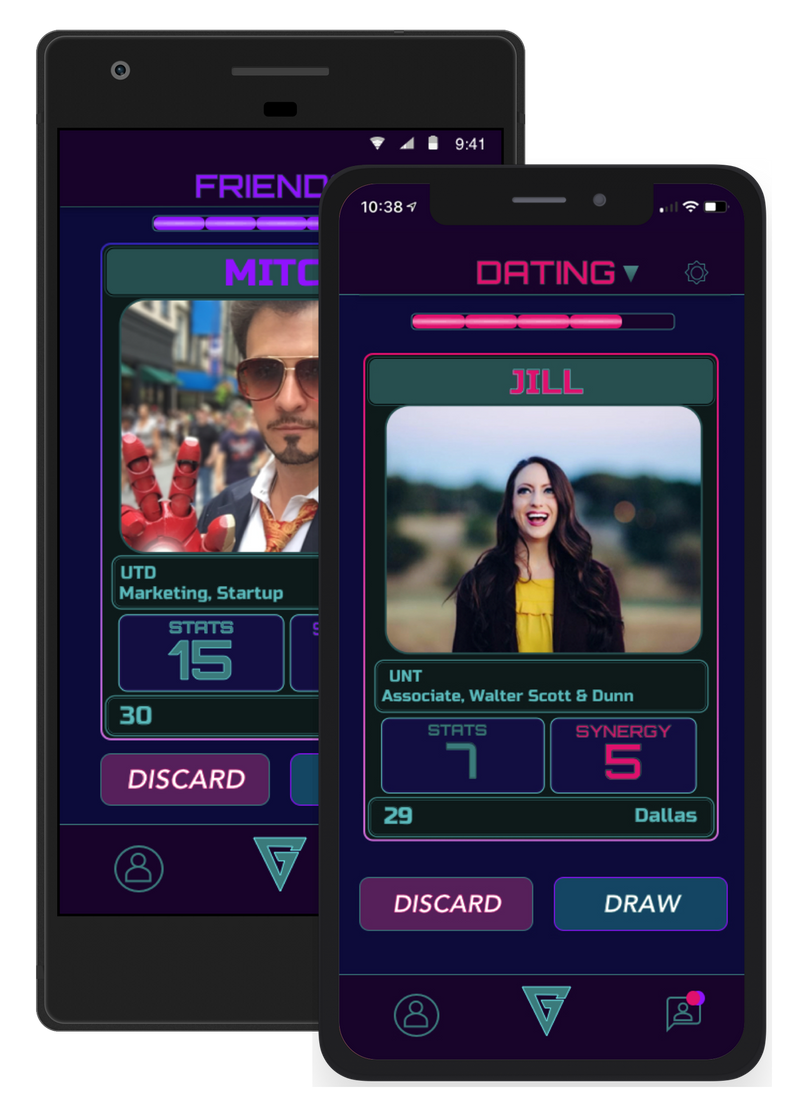 9:41
FRIEND
MITC
UTD
Marketing, Startup
STATS
15
30
DISCARD
10:38
DATING
JILL
UNT
Associate, Walter Scott & Dunn
STATS
7
SYNERGY
5
29
Dallas
DISCARD
DRAW